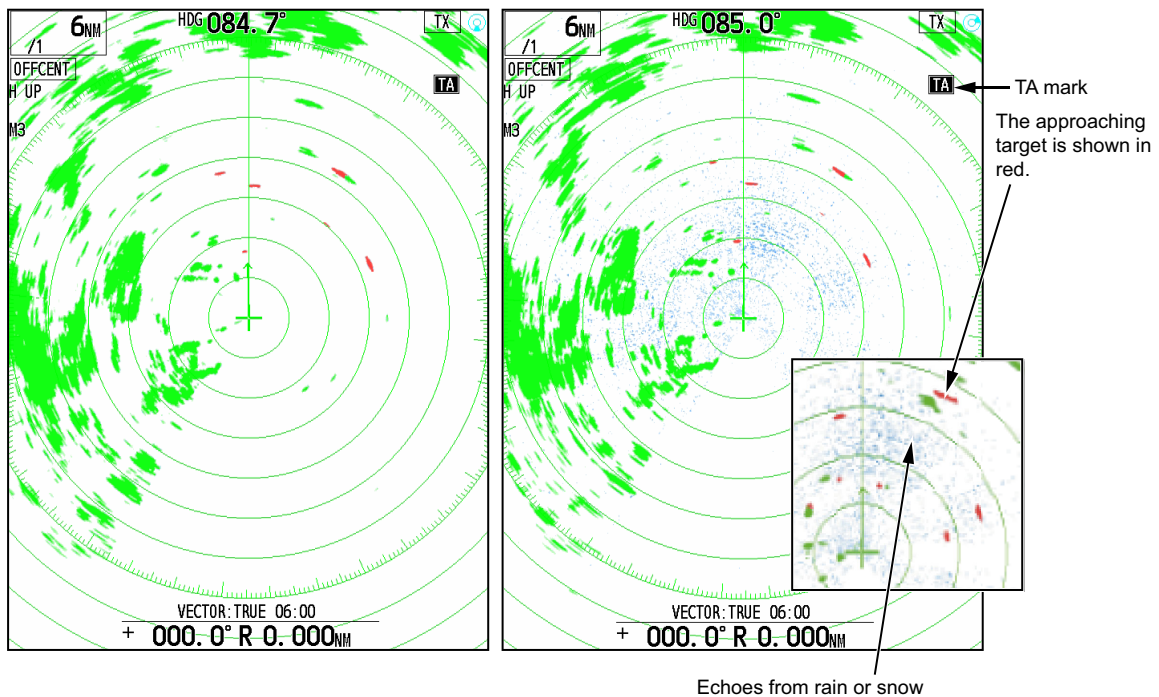 6NM
/1
HDG 084.7°
TX
OFFCENT
H UP
TA
M3
VECTOR:TRUE 06:00
+ 000.0° R 0.000NM
6NM
/1
HDG 085.0°
TX
OFFCENT
H UP
TA
M3
VECTOR:TRUE 06:00
+ 000.0° R 0.000NM
TA mark
The approaching
target is shown in
red.
Echoes from rain or snow